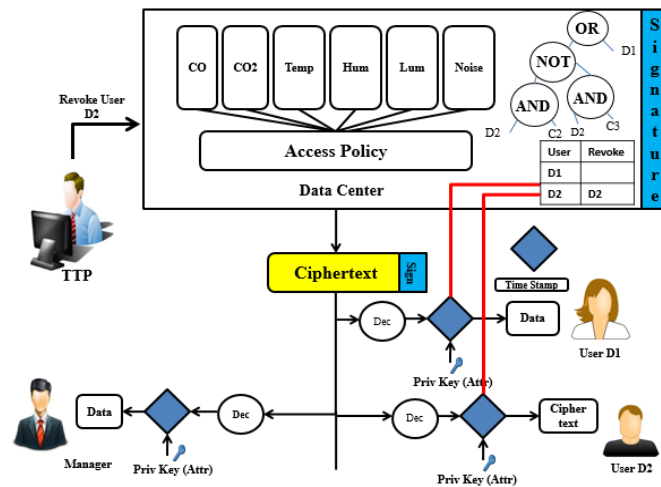 OR
D1
NOT
AND
AND
D2
C2
D2
C3
CO
CO2
Temp
Hum
Lum
Noise
Signature
Revoke User
D2
Access Policy
Data Center
User
Revoke
D1
D2
D2
TTP
Ciphertext
Sign
Time Stamp
Dec
Data
User D1
Priv Key (Attr)
Manager
Data
Dec
Priv Key (Attr)
Dec
Cipher
text
User D2
Priv Key (Attr)